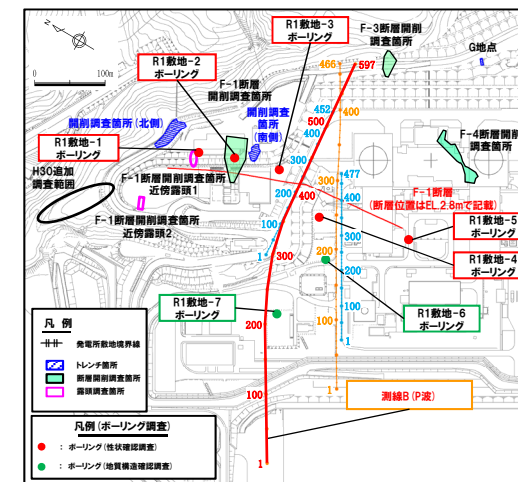 N
0
100m
R1敷地-3
ボーリング
F-3断層開削
調査箇所
G地点
R1敷地-2
ボーリング
F-1断層
開削調査箇所
開削調査箇所(北側)
開削調査
箇所
(南側)
R1敷地-1
ボーリング
H30追加
調査範囲
F-1断層開削調査箇所
近傍露頭1
F-1断層開削調査箇所
近傍露頭2
F-4断層開削
調査箇所
F-1断層
(断層位置はEL.2.8mで記載)
R1敷地-5
ボーリング
R1敷地-4
ボーリング
R1敷地-6
ボーリング
R1敷地-7
ボーリング
測線B(P波)
597
500
400
300
200
100
1
452
400
300
200
100
1
466
400
300
200
100
1
477
400
300
200
100
1
凡 例
発電所敷地境界線
トレンチ箇所
断層開削調査箇所
露頭調査箇所
凡例(ボーリング調査)
: ボーリング(性状確認調査)
: ボーリング(地質構造確認調査)